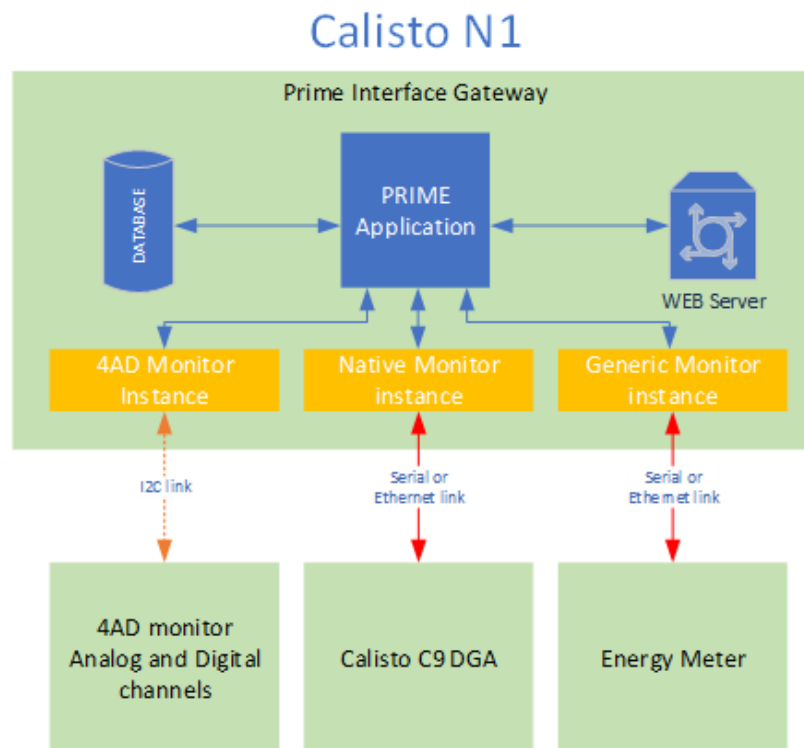 Calisto N1
Prime Interface Gateway
DATABASE
PRIME
Application
WEB Server
4AD Monitor
Instance
Native Monitor
instance
Generic Monitor
instance
I2C link
Serial or
Ethernet link
Serial or
Ethernet link
4AD monitor
Analog and Digital
channels
Calisto C9 DGA
Energy Meter